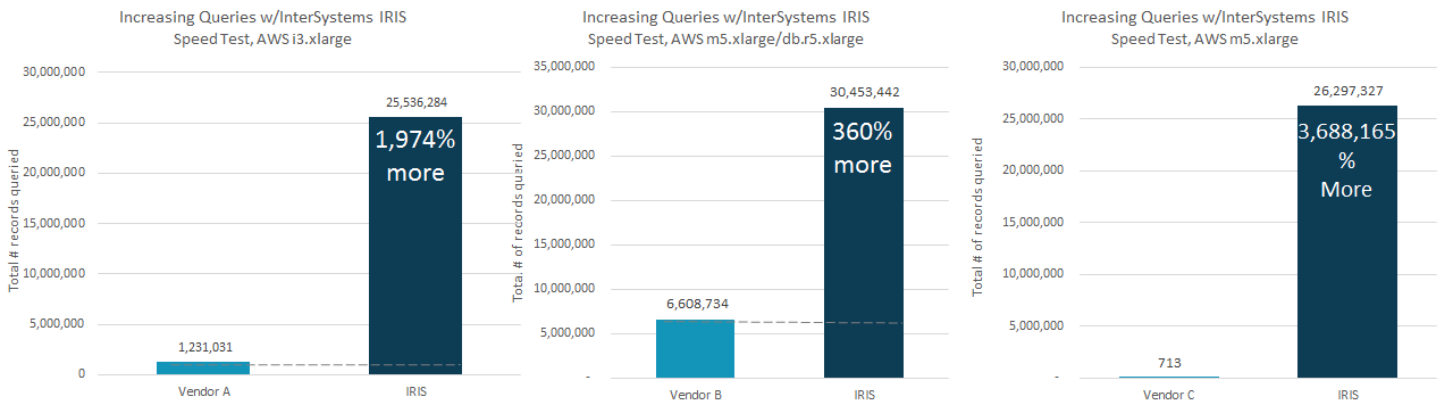 Increasing Queries w/InterSystems IRIS
Speed Test, AWS i3.xlarge
Total # records queried
30,000,000
25,000,000
20,000,000
15,000,000
10,000,000
5,000,000
0
1,231,031
25,536,284
1,974%
more
Vendor A
IRIS
Increasing Queries w/InterSystems IRIS
Speed Test, AWS m5.xlarge/db.r5.xlarge
Total # of records queried
35,000,000
30,000,000
25,000,000
20,000,000
15,000,000
10,000,000
5,000,000
-
6,608,734
30,453,442
360%
more
Vendor B
IRIS
Increasing Queries w/InterSystems IRIS
Speed Test, AWS m5.xlarge
Total # of records queried
30,000,000
25,000,000
20,000,000
15,000,000
10,000,000
5,000,000
-
713
26,297,327
3,688,165
%
More
Vendor C
IRIS